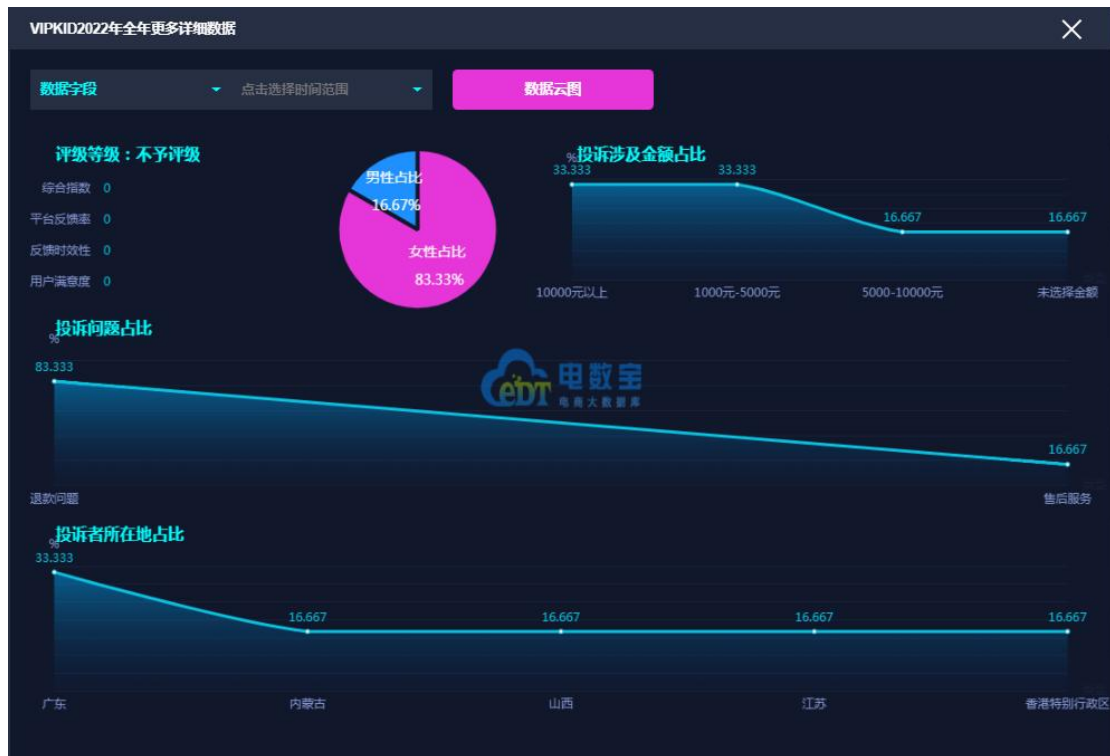 VIPKID2022年全年更多详细数据
数据字段
点击选择时间范围
数据云图
评级等级：不予评级
综合指数 0
平台反馈率 0
反馈时效性 0
用户满意度 0
男性占比
16.67%
女性占比
83.33%
投诉涉及金额占比
%
33.333
33.333
16.667
16.667
10000元以上
1000元-5000元
5000-10000元
未选择金额
投诉问题占比
%
83.333
16.667
退款问题
售后服务
eDT 电数宝
电商大数据库
投诉者所在地占比
%
33.333
16.667
16.667
16.667
16.667
广东
内蒙古
山西
江苏
香港特别行政区